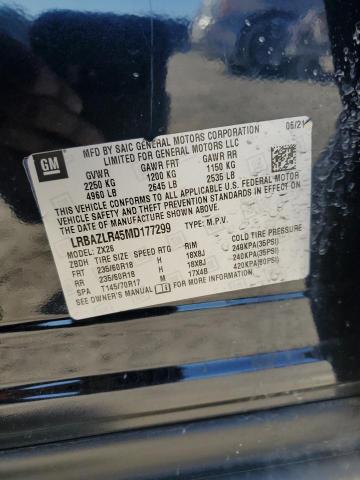 GM
MFD BY SAIC GENERAL MOTORS CORPORATION 06/21
LIMITED FOR GENERAL MOTORS LLC
GVWR GAWR FRT GAWR RR
2250 KG 1200 KG 1150 KG
4960 LB 2645 LB 2535 LB
THIS VEHICLE CONFORMS TO ALL APPLICABLE U.S. FEDERAL MOTOR
VEHICLE SAFETY, BUMPER, AND THEFT PREVENTION STANDARDS IN EFFECT ON
THE DATE OF MANUFACTURE SHOWN ABOVE.
LRBAZLR45MD177299 TYPE: M.P.V.
MODEL: ZX26
ZBDH TIRE SIZE SPEED RTG RIM COLD TIRE PRESSURE
FRT 235/60R18 H 18X8J 240KPA(35PSI)
RR 235/60R18 H 18X8J 240KPA(35PSI)
SPA T145/70R17 M 17X4B 420KPA(60PSI)
SEE OWNER'S MANUAL FOR MORE INFORMATION